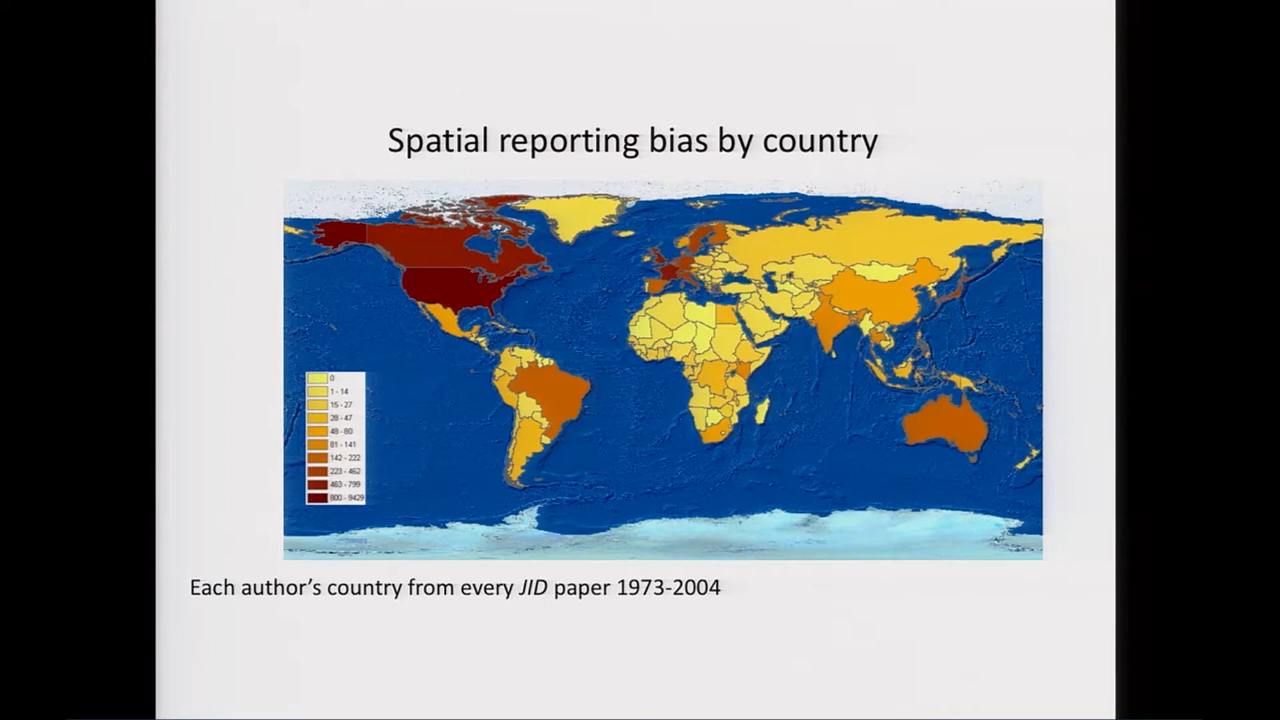 Spatial reporting bias by country
0
1 - 14
15 - 27
28 - 47
48 - 80
81 - 141
142 - 222
223 - 462
463 - 799
800 - 9429
Each author's country from every JID paper 1973-2004